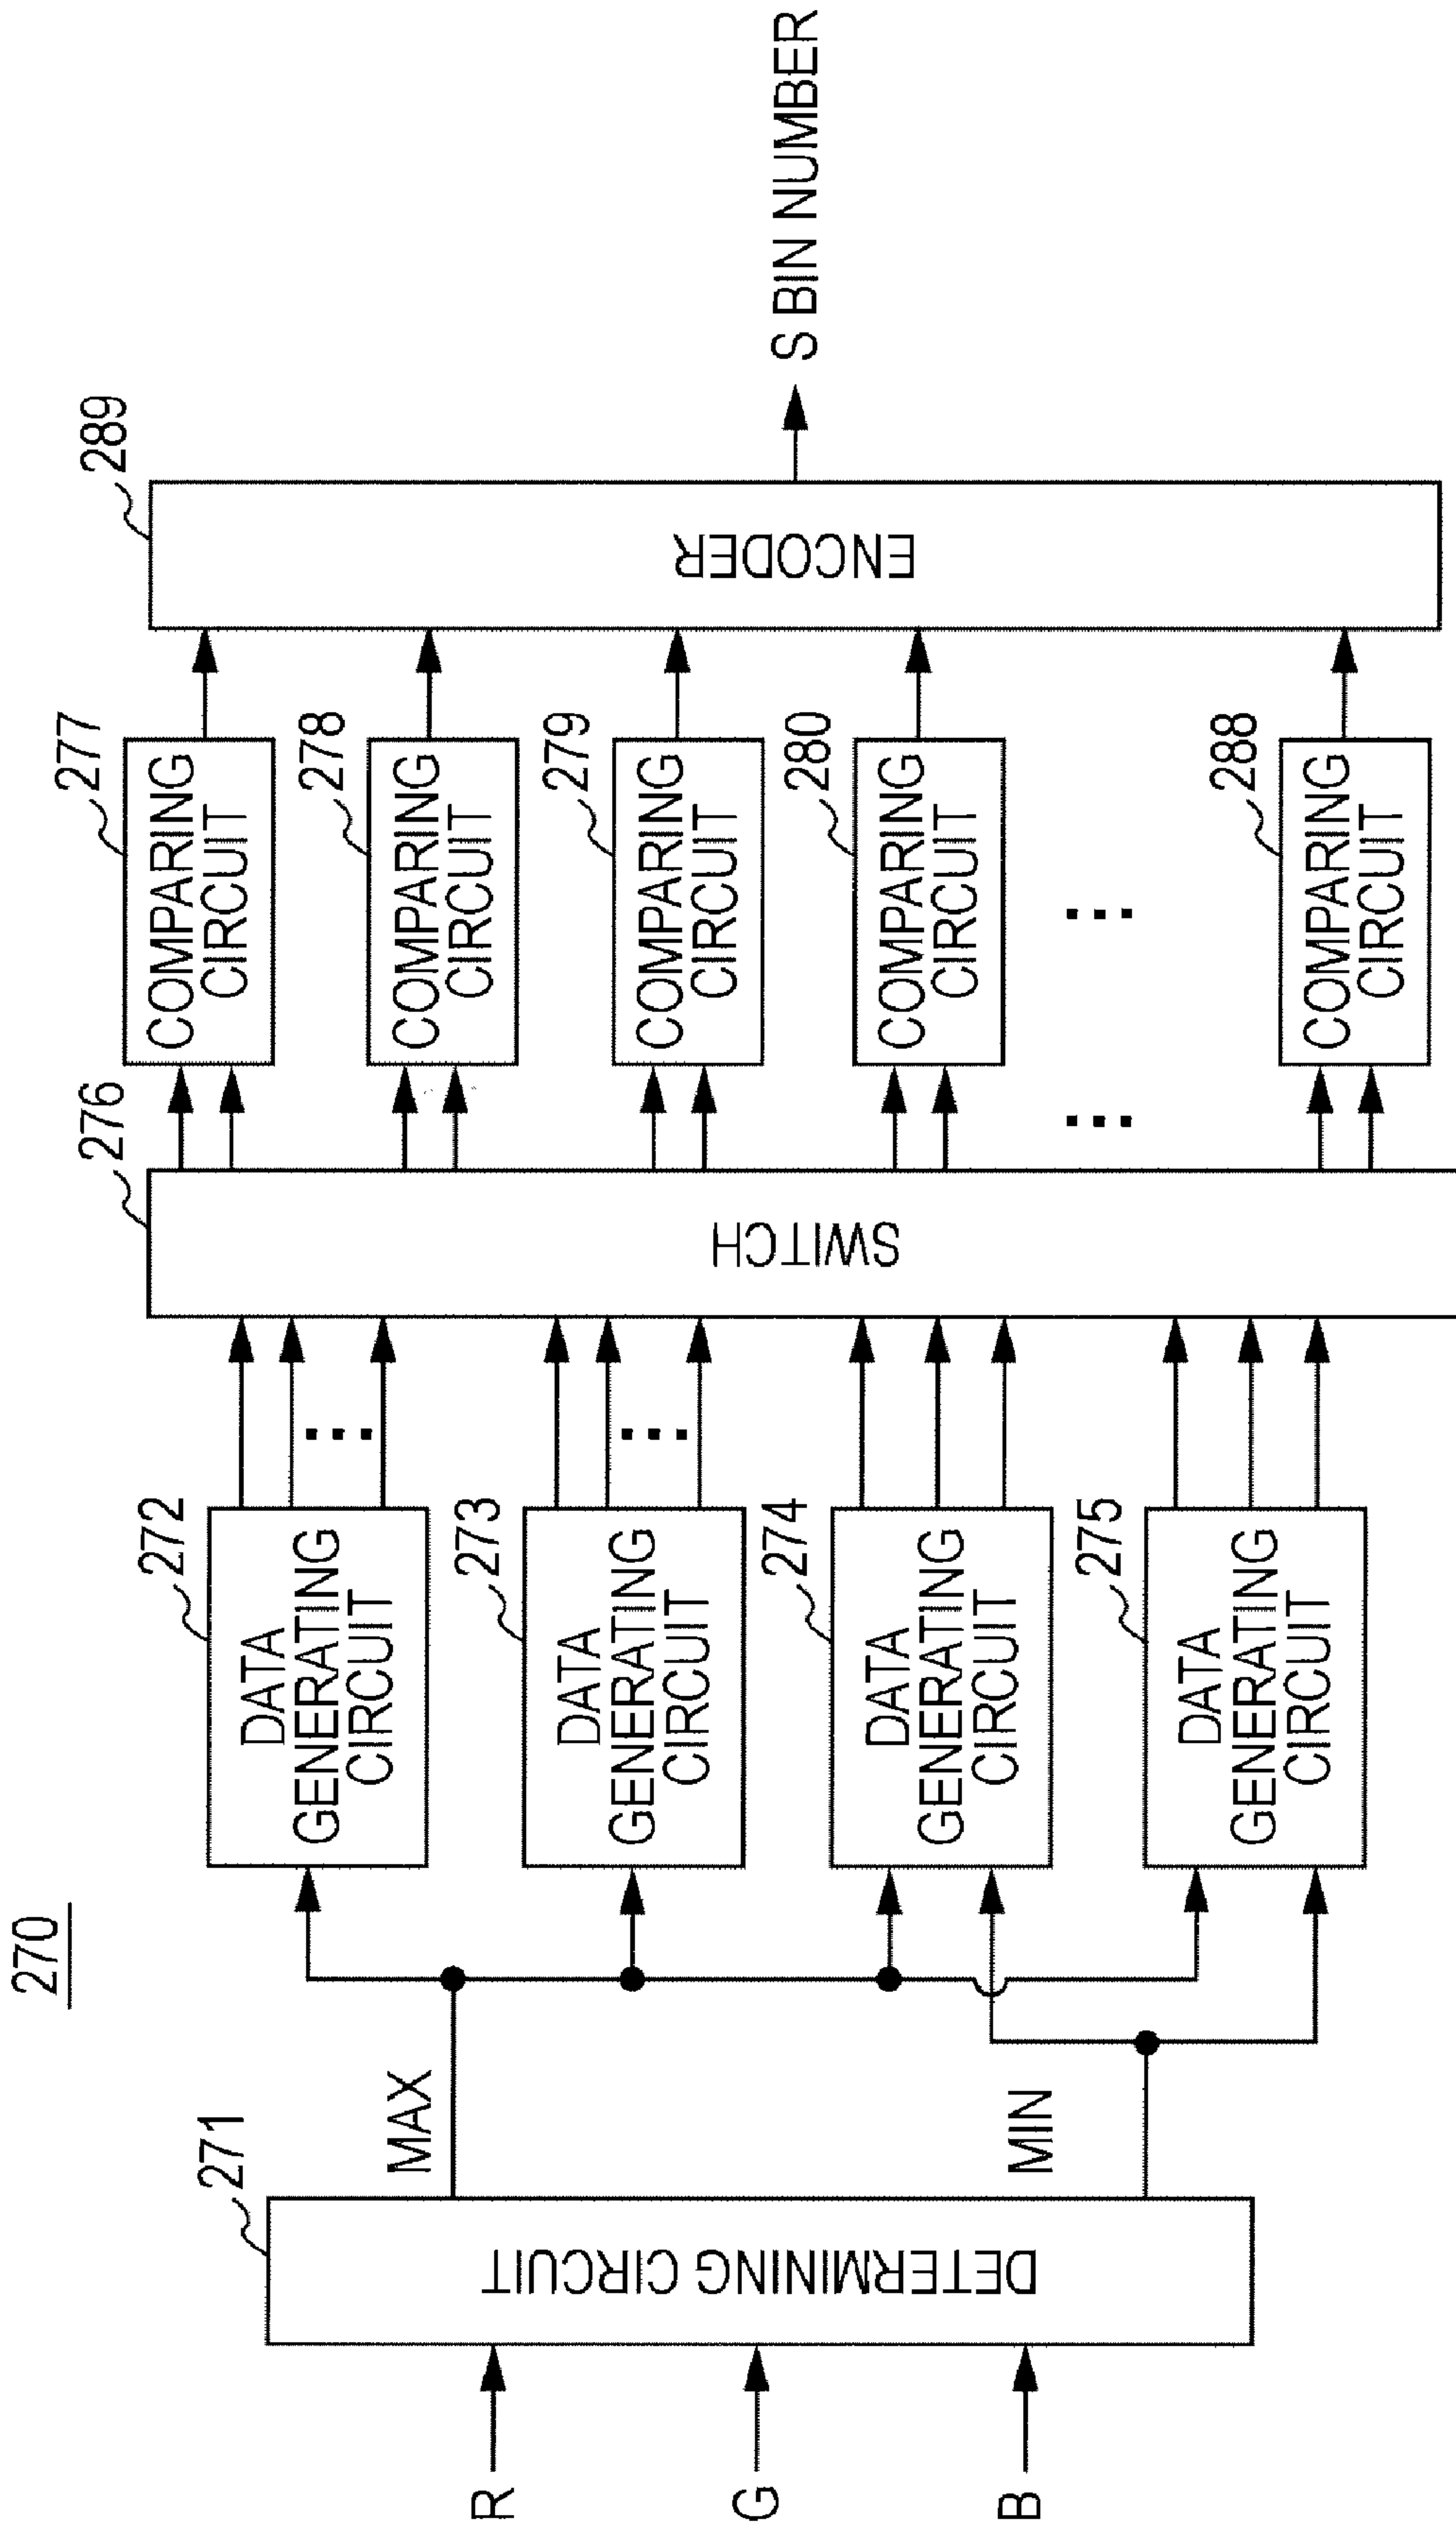 270
R
G
B
271
DETERMINING CIRCUIT
MAX
MIN
272
DATA
GENERATING
CIRCUIT
273
DATA
GENERATING
CIRCUIT
274
DATA
GENERATING
CIRCUIT
275
DATA
GENERATING
CIRCUIT
276
SWITCH
277
COMPARING
CIRCUIT
278
COMPARING
CIRCUIT
279
COMPARING
CIRCUIT
280
COMPARING
CIRCUIT
288
COMPARING
CIRCUIT
289
ENCODER
S BIN NUMBER